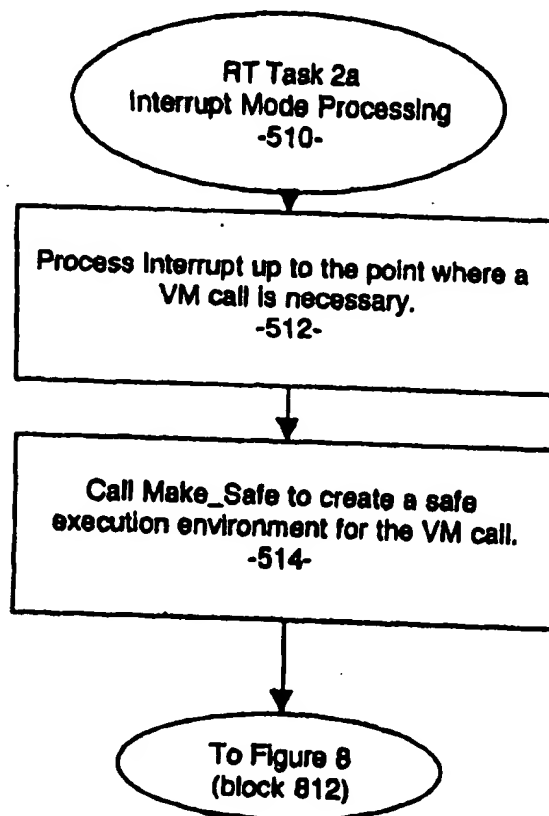 RT Task 2a
Interrupt Mode Processing
-510-
Process Interrupt up to the point where a
VM call is necessary.
-512-
Call Make_Safe to create a safe
execution environment for the VM call.
-514-
To Figure 8
(block 812)